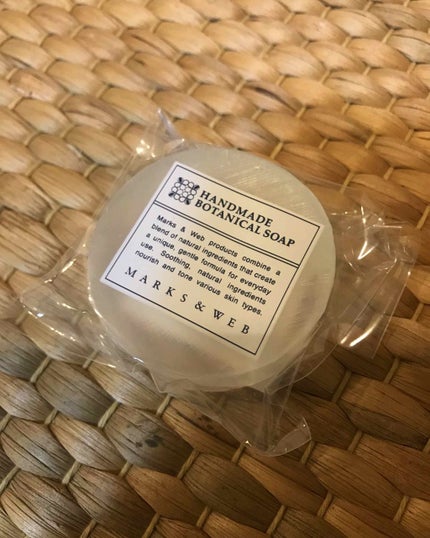 HANDMADE
BOTANICAL SOAP
Marks & Web products combine a
blend of natural ingredients that create
a unique, gentle formula for everyday
use. Soothing, natural ingredients
nourish and tone various skin types.
MARKS & WEB